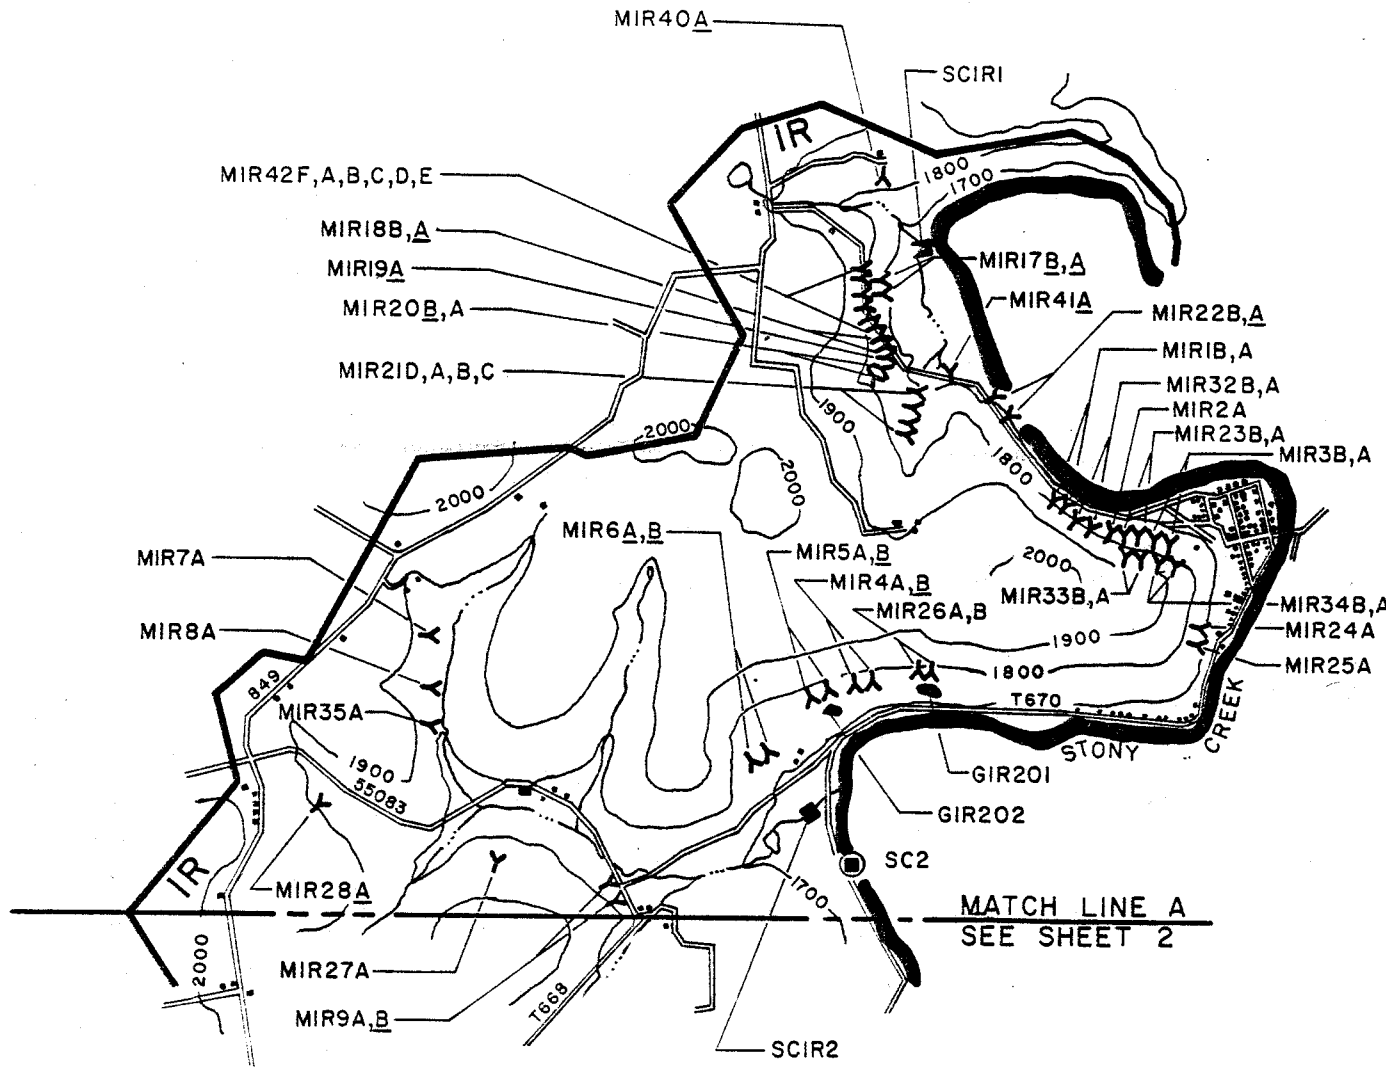 MIR40A
SCIR1
IR
1800
1700
MIR42F,A,B,C,D,E
MIR18B,A
MIR19A
MIR20B,A
MIR21D,A,B,C
MIR17B,A
MIR41A
MIR22B,A
MIR1B,A
MIR32B,A
MIR2A
MIR23B,A
MIR3B,A
1900
2000
2000
2000
1800
MIR6A,B
MIR5A,B
MIR4A,B
MIR26A,B
2000
MIR33B,A
MIR34B,A
MIR24A
MIR25A
1900
1800
MIR7A
MIR8A
849
MIR35A
T670
STONY CREEK
1900
55083
GIR201
GIR202
SC2
IR
MIR28A
1700
MATCH LINE A
SEE SHEET 2
2000
MIR27A
T668
MIR9A,B
SCIR2